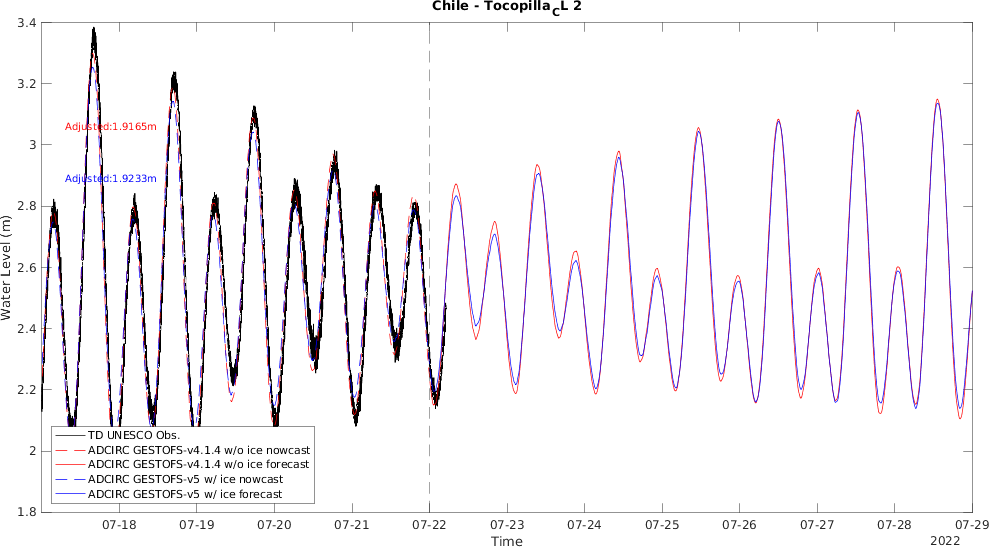 Chile - Tocopilla_CL 2
3.4
3.2
3
2.8
2.6
2.4
2.2
2
1.8
Water Level (m)
Adjusted:1.9165m
Adjusted:1.9233m
TD UNESCO Obs.
ADCIRC GESTOFS-v4.1.4 w/o ice nowcast
ADCIRC GESTOFS-v4.1.4 w/o ice forecast
ADCIRC GESTOFS-v5 w/ ice nowcast
ADCIRC GESTOFS-v5 w/ ice forecast
07-18 07-19 07-20 07-21 07-22 07-23 07-24 07-25 07-26 07-27 07-28 07-29
Time
2022